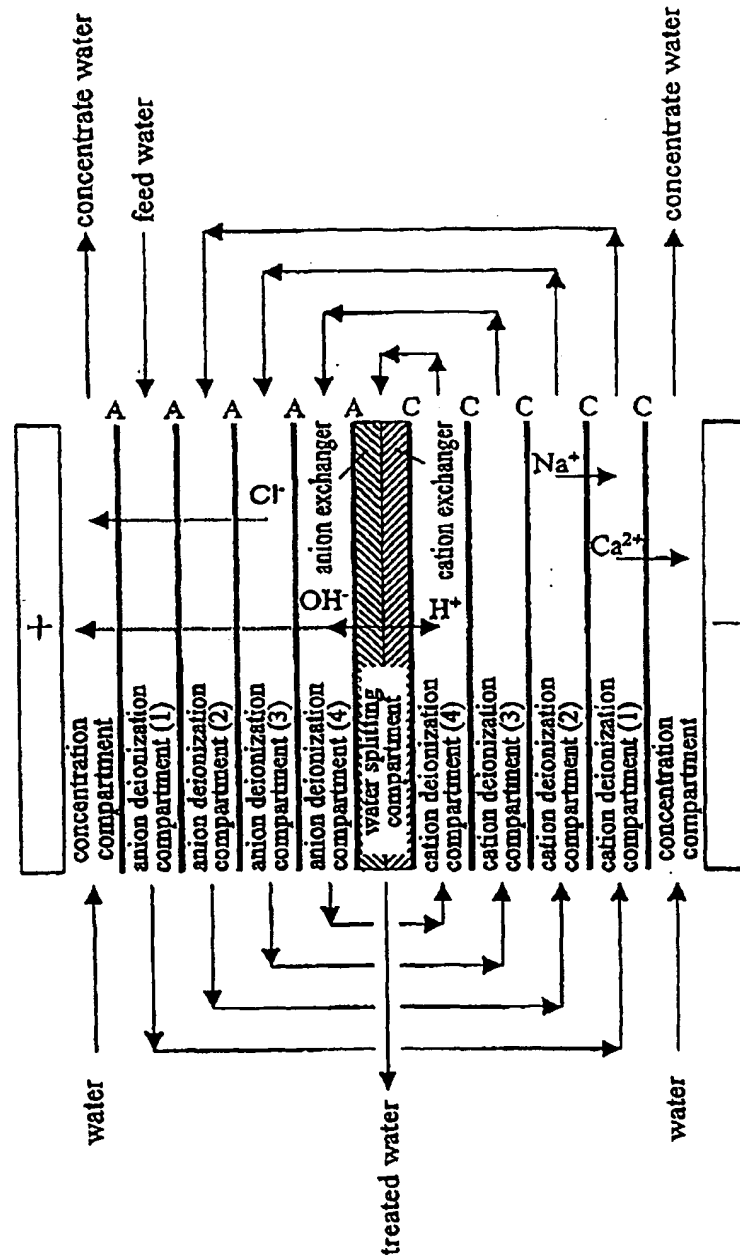 concentrate water
feed water
concentrate water
A
A
A
A
A
C
C
C
C
C
anion exchanger
cation exchanger
Cl-
OH-
H+
Na+
Ca2+
+
−
concentration
compartment
anion deionization
compartment (1)
anion deionization
compartment (2)
anion deionization
compartment (3)
anion deionization
compartment (4)
water splitting
compartment
cation deionization
compartment (4)
cation deionization
compartment (3)
cation deionization
compartment (2)
cation deionization
compartment (1)
concentration
compartment
water
treated water
water